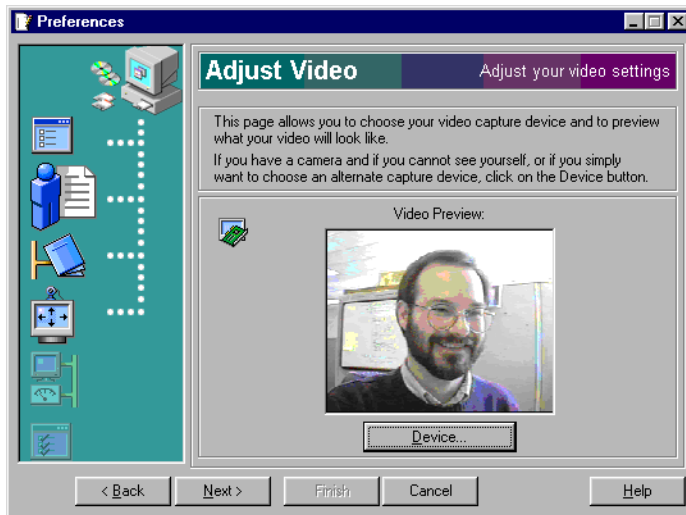 Preferences
Adjust Video
Adjust your video settings
This page allows you to choose your video capture device and to preview
what your video will look like.
If you have a camera and if you cannot see yourself, or if you simply
want to choose an alternate capture device, click on the Device button.
Video Preview:
Device...
< Back
Next >
Finish
Cancel
Help